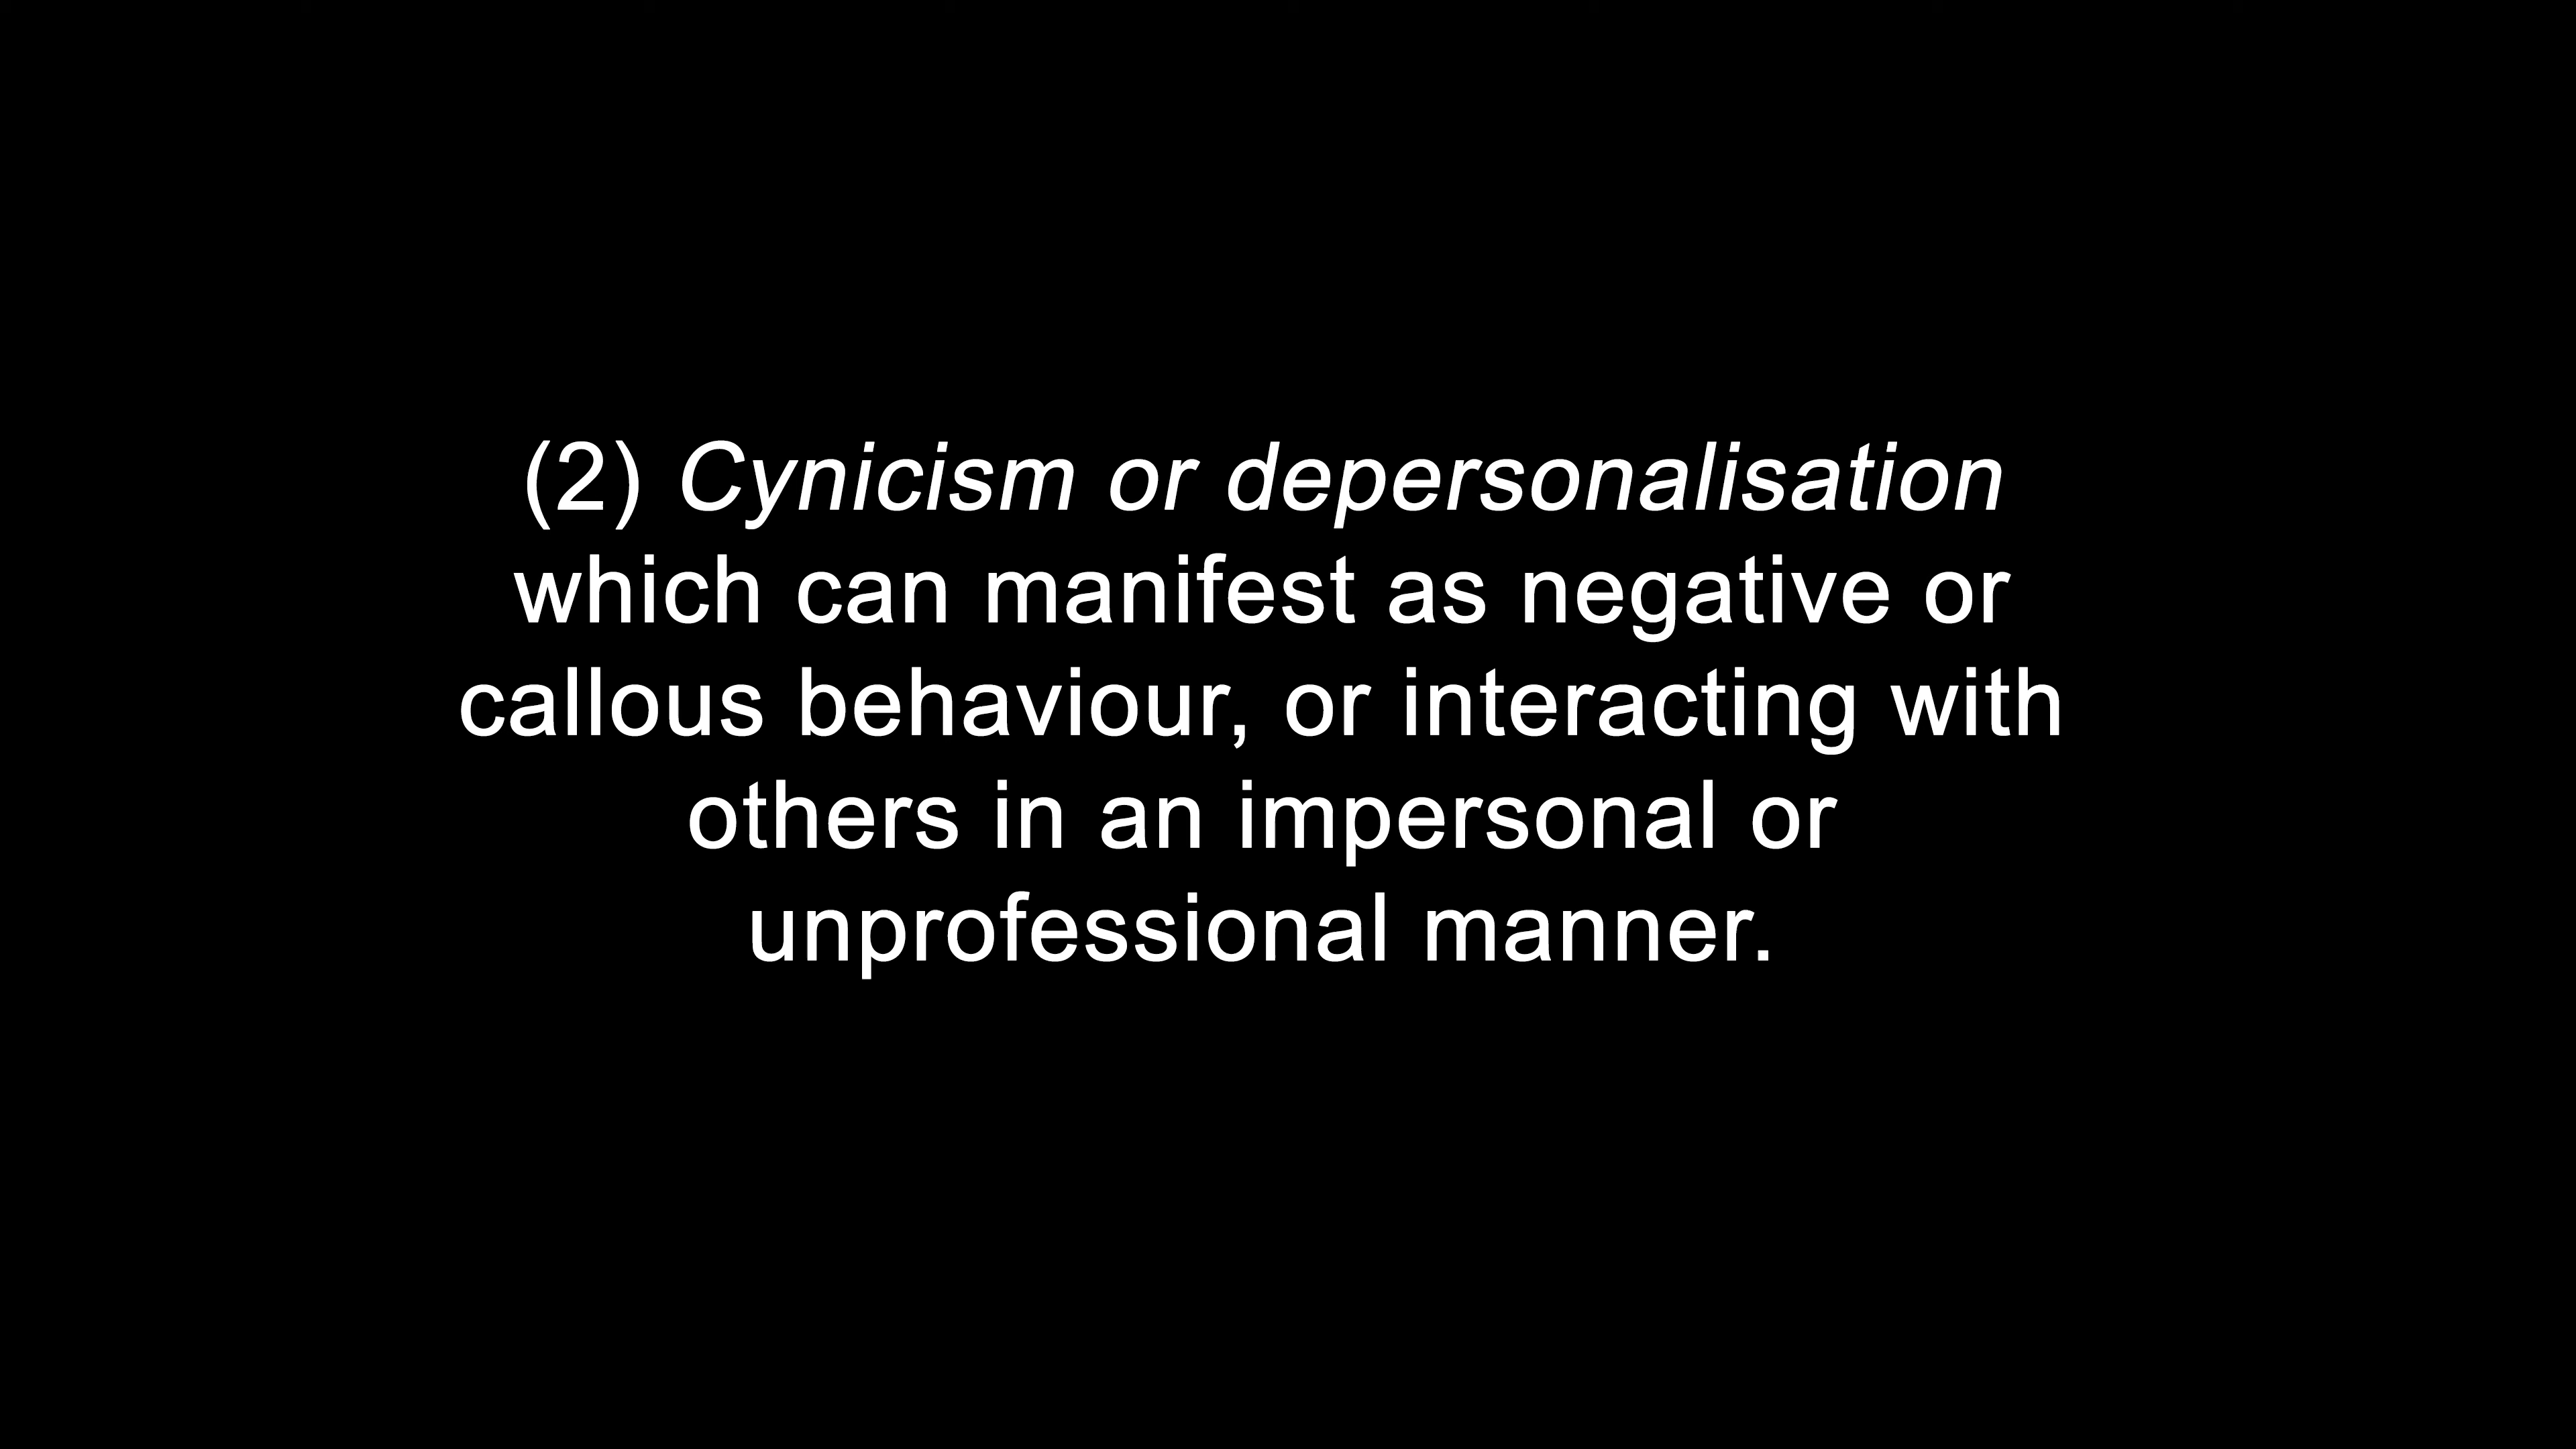 (2) Cynicism or depersonalisation
which can manifest as negative or
callous behaviour, or interacting with
others in an impersonal or
unprofessional manner.